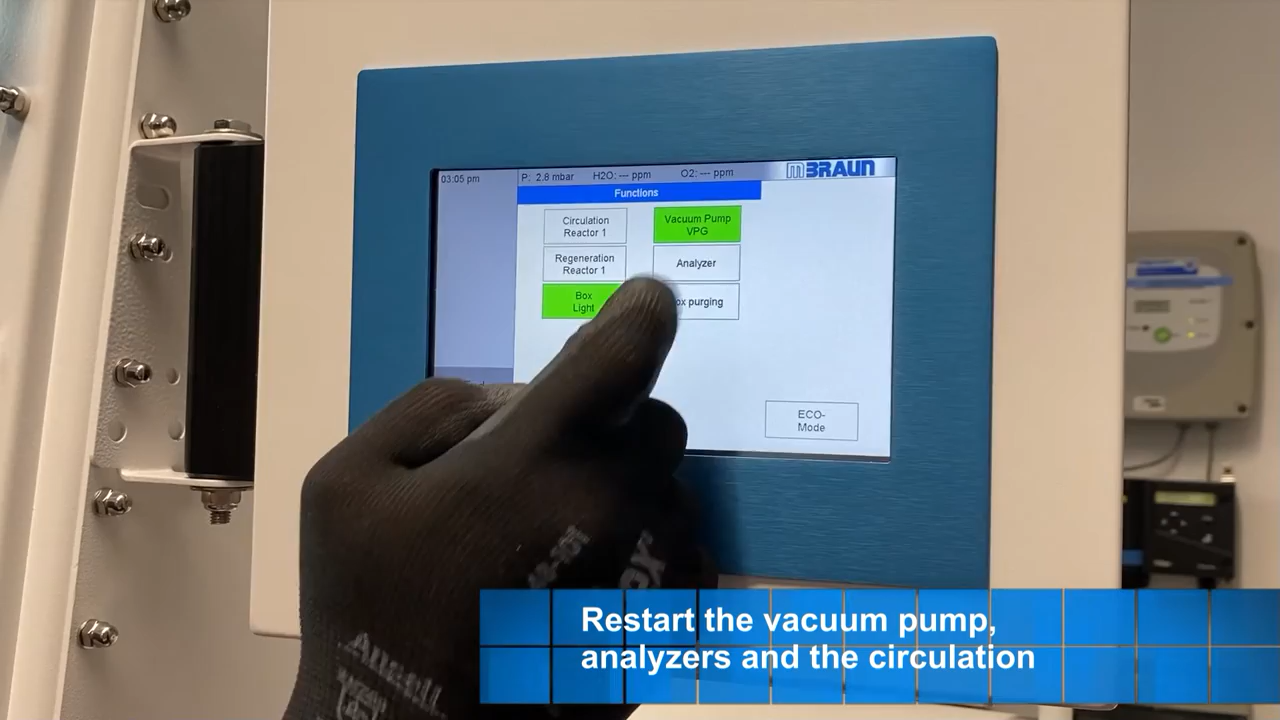 03:05 pm
P: 2.8 mbar
H2O: --- ppm
O2: --- ppm
mBRAUN
Functions
Circulation
Reactor 1
Vacuum Pump
VPG
Regeneration
Reactor 1
Analyzer
Box
Light
ox purging
ECO-
Mode
Ansell
Restart the vacuum pump,
analyzers and the circulation